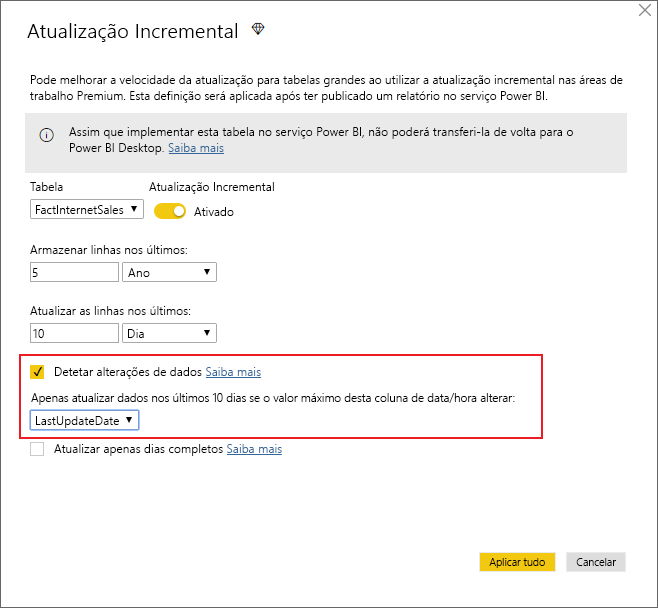 Atualização Incremental
Pode melhorar a velocidade da atualização para tabelas grandes ao utilizar a atualização incremental nas áreas de
trabalho Premium. Esta definição será aplicada após ter publicado um relatório no serviço Power BI.
Assim que implementar esta tabela no serviço Power BI, não poderá transferi-la de volta para o
Power BI Desktop. Saiba mais
Tabela Atualização Incremental
FactInternetSales Ativado
Armazenar linhas nos últimos:
5 Ano
Atualizar as linhas nos últimos:
10 Dia
Detetar alterações de dados Saiba mais
Apenas atualizar dados nos últimos 10 dias se o valor máximo desta coluna de data/hora alterar:
LastUpdateDate
Atualizar apenas dias completos Saiba mais
Aplicar tudo Cancelar